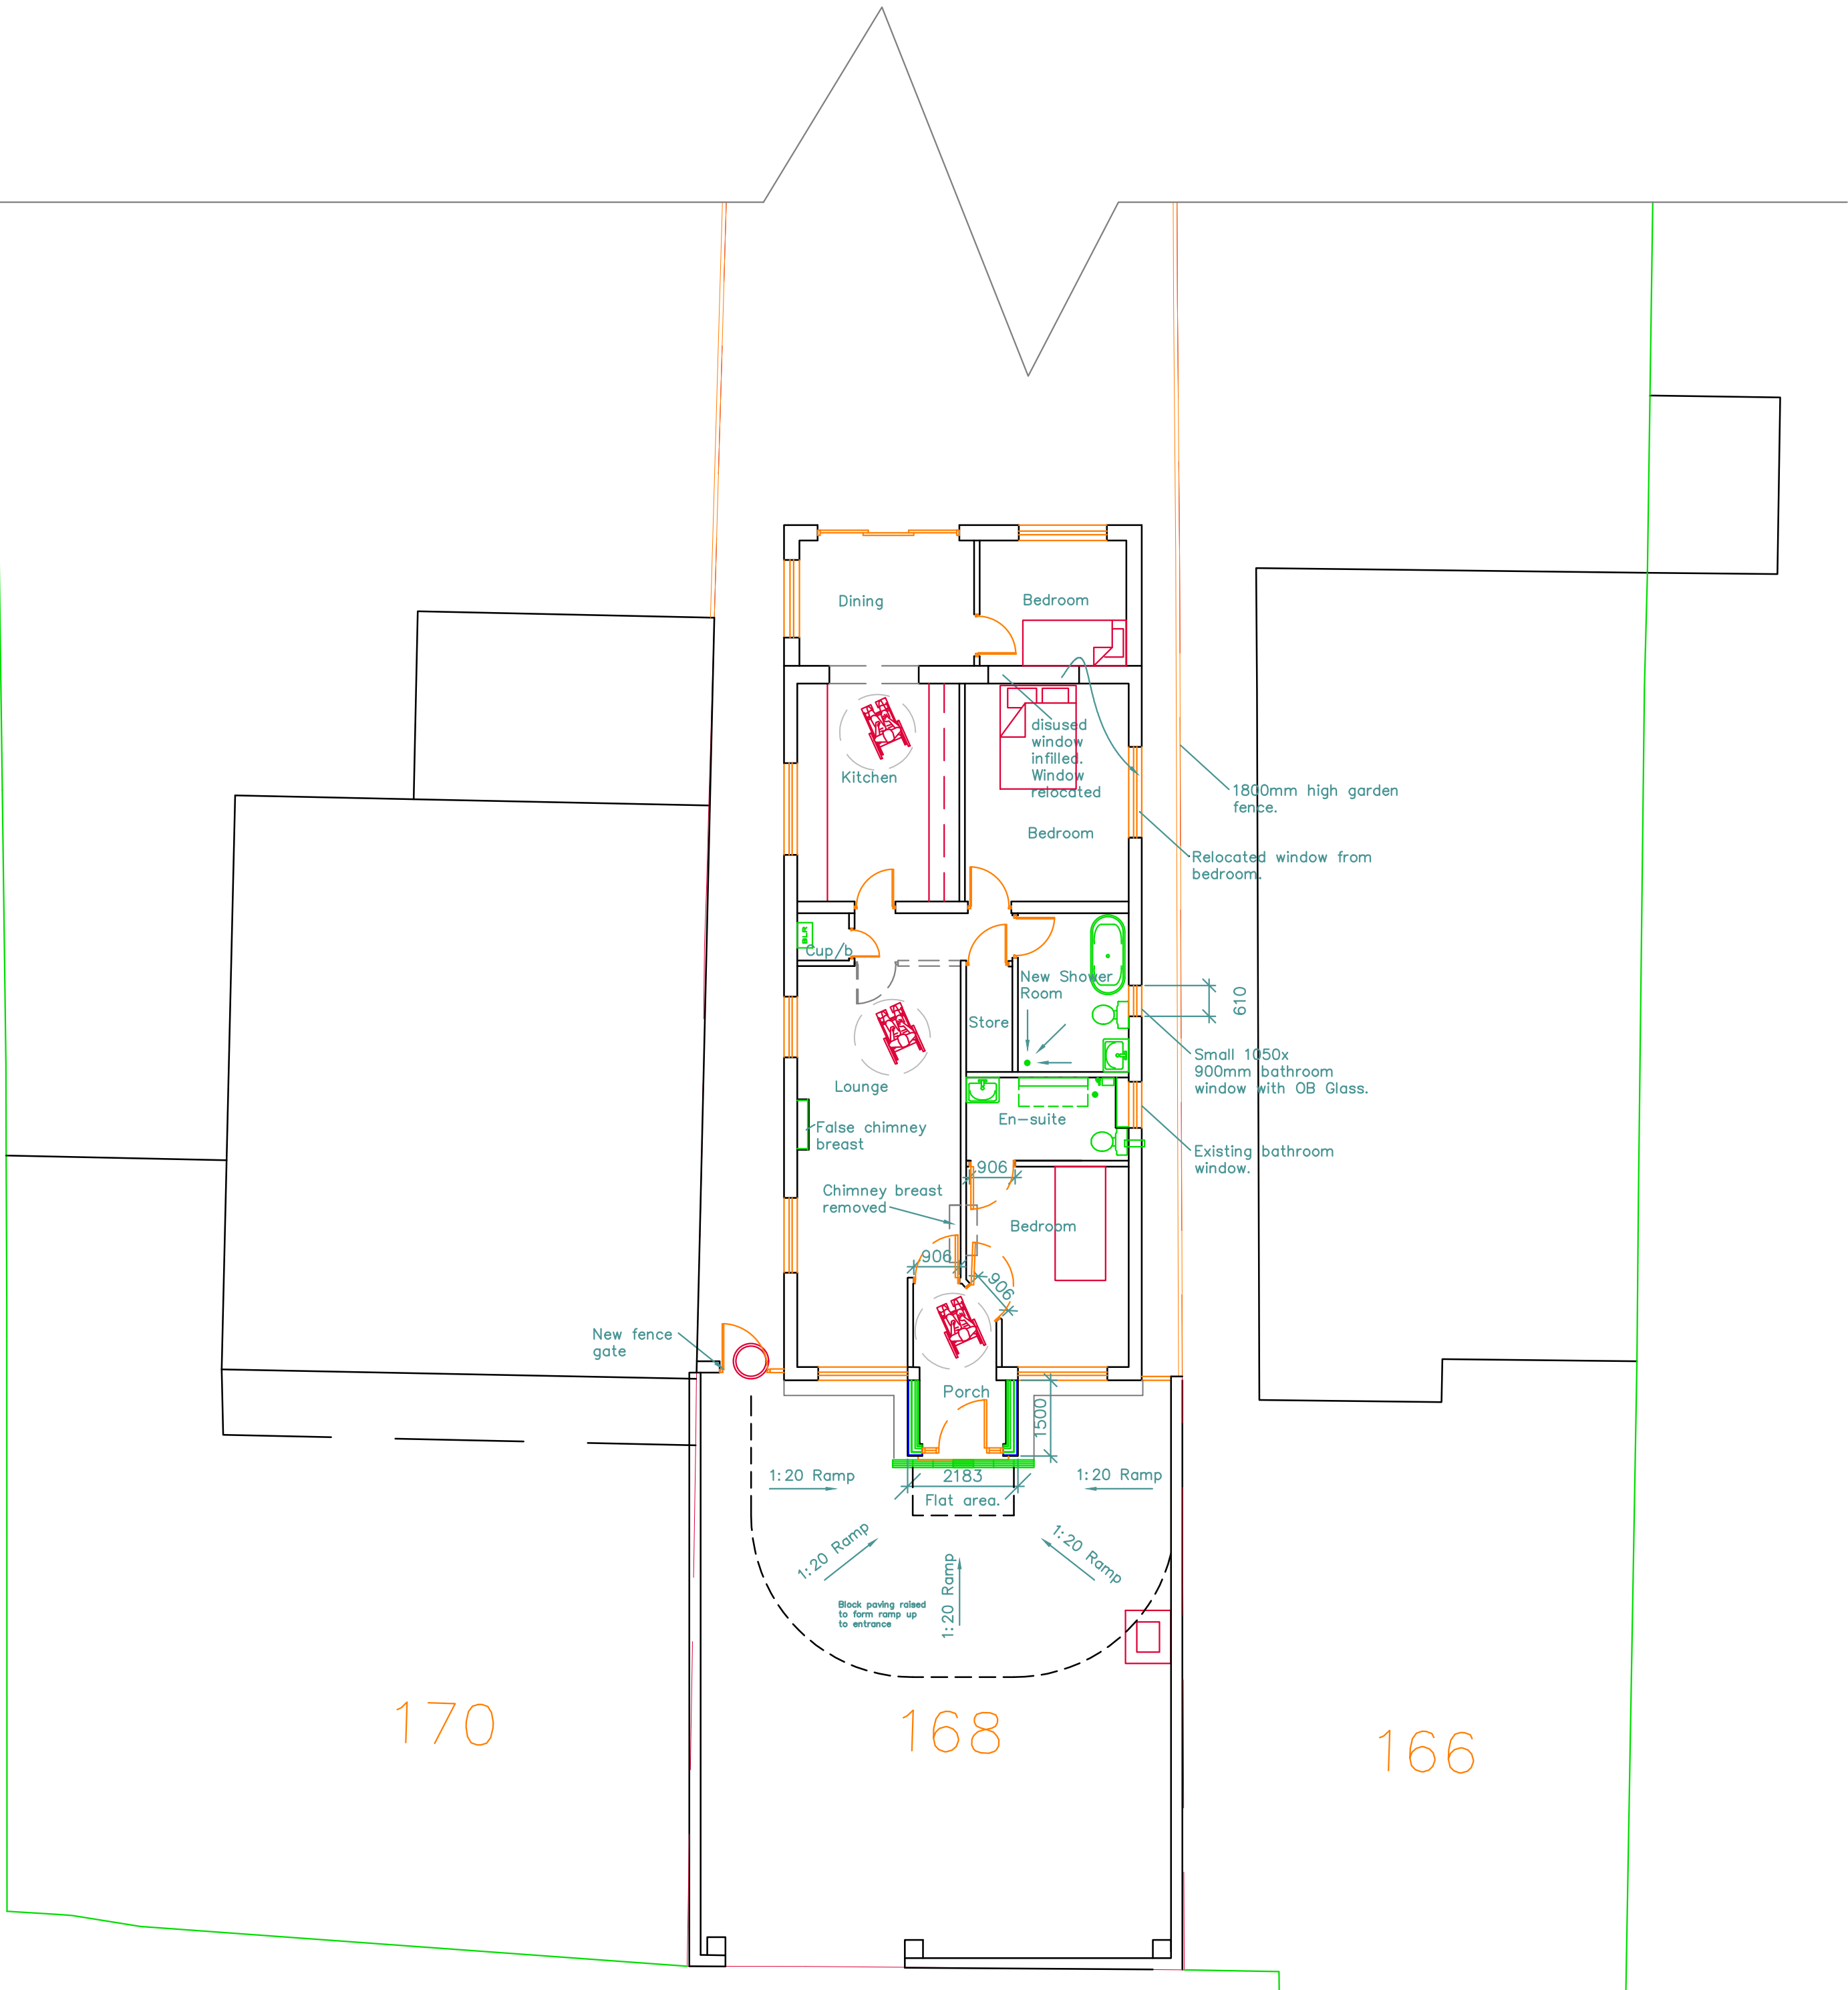 Dining
Bedroom
disused
window
infilled.
Window
relocated
Kitchen
1800mm high garden
fence.
Bedroom
Relocated window from
bedroom.
BLR
Cup/b
New Shower
Room
610
Store
Small 1050x
900mm bathroom
window with OB Glass.
Lounge
En-suite
False chimney
breast
Existing bathroom
window.
906
Chimney breast
removed
Bedroom
906
906
New fence
gate
Porch
1500
1:20 Ramp
2183
1:20 Ramp
Flat area.
1:20 Ramp
1:20 Ramp
1:20 Ramp
Block paving raised
to form ramp up
to entrance
170
168
166